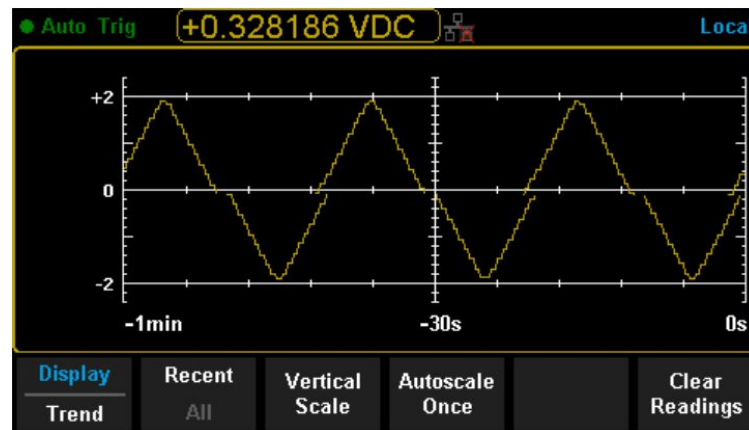 Auto Trig +0.328186 VDC Loca
+2
0
-2
-1min -30s 0s
Display Recent Vertical Autoscale Clear
Trend All Scale Once Readings